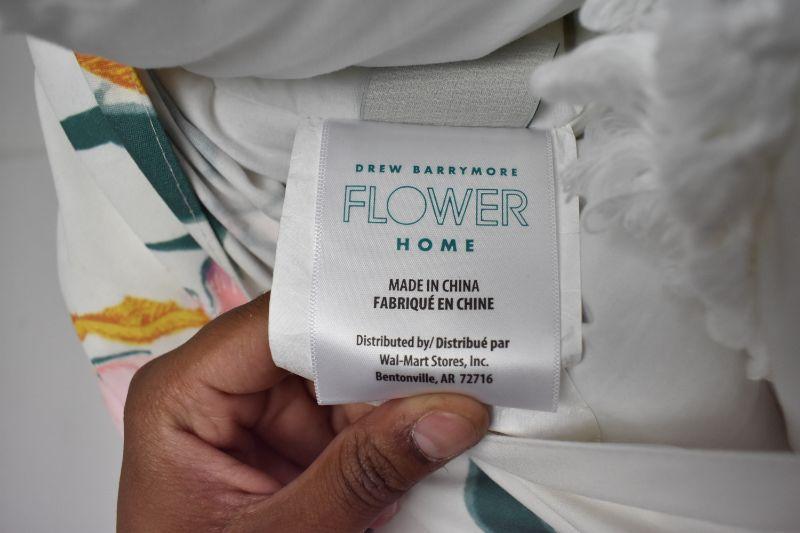 DREW BARRYMORE
FLOWER
HOME
MADE IN CHINA
FABRIQUÉ EN CHINE
Distributed by/ Distribué par
Wal-Mart Stores, Inc.
Bentonville, AR 72716